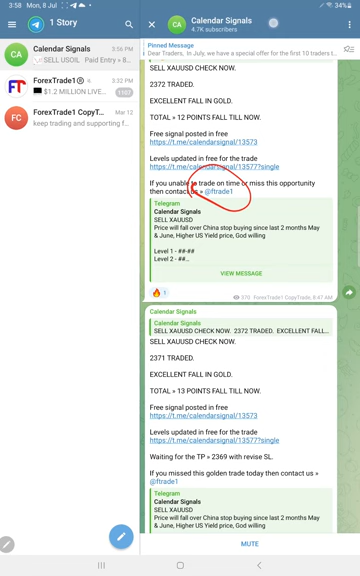 3:58 Mon, 8 Jul
34%
1 Story
Calendar Signals
4.7K subscribers
CA
Calendar Signals
3:56 PM
SELL USOIL Paid Entry » 8...
ForexTrade1®
3:32 PM
$1.2 MILLION LIVE...
1103
FC
ForexTrade1 CopyT...
Mar 12
keep trading and supporting f...
Pinned Message
Dear Traders, In July, we have a special offer for the first 10 traders t...
SELL XAUUSD CHECK NOW.
2372 TRADED.
EXCELLENT FALL IN GOLD.
TOTAL » 12 POINTS FALL TILL NOW.
Free signal posted in free
https://t.me/calendarsignal/13573
Levels updated in free for the trade
https://t.me/calendarsignal/13577?single
If you unable to trade on time or miss this opportunity
then contact us » @ftrade1
Telegram
Calendar Signals
SELL XAUUSD
Price will fall over China stop buying since last 2 months May
& June, Higher US Yield price, God willing
Level 1 - ##-##
Level 2 - ##..
VIEW MESSAGE
1
570 ForexTrade1 CopyTrade, 8:47 AM
Calendar Signals
Calendar Signals
SELL XAUUSD CHECK NOW. 2372 TRADED. EXCELLENT FALL...
SELL XAUUSD CHECK NOW.
2371 TRADED.
EXCELLENT FALL IN GOLD.
TOTAL » 13 POINTS FALL TILL NOW.
Free signal posted in free
https://t.me/calendarsignal/13573
Levels updated in free for the trade
https://t.me/calendarsignal/13577?single
Waiting for the TP » 2369 with revise SL.
If you missed this golden trade today then contact us »
@ftrade1
Telegram
Calendar Signals
SELL XAUUSD
Price will fall over China stop buying since last 2 months May
& June, Higher US Yield price, God willing
MUTE